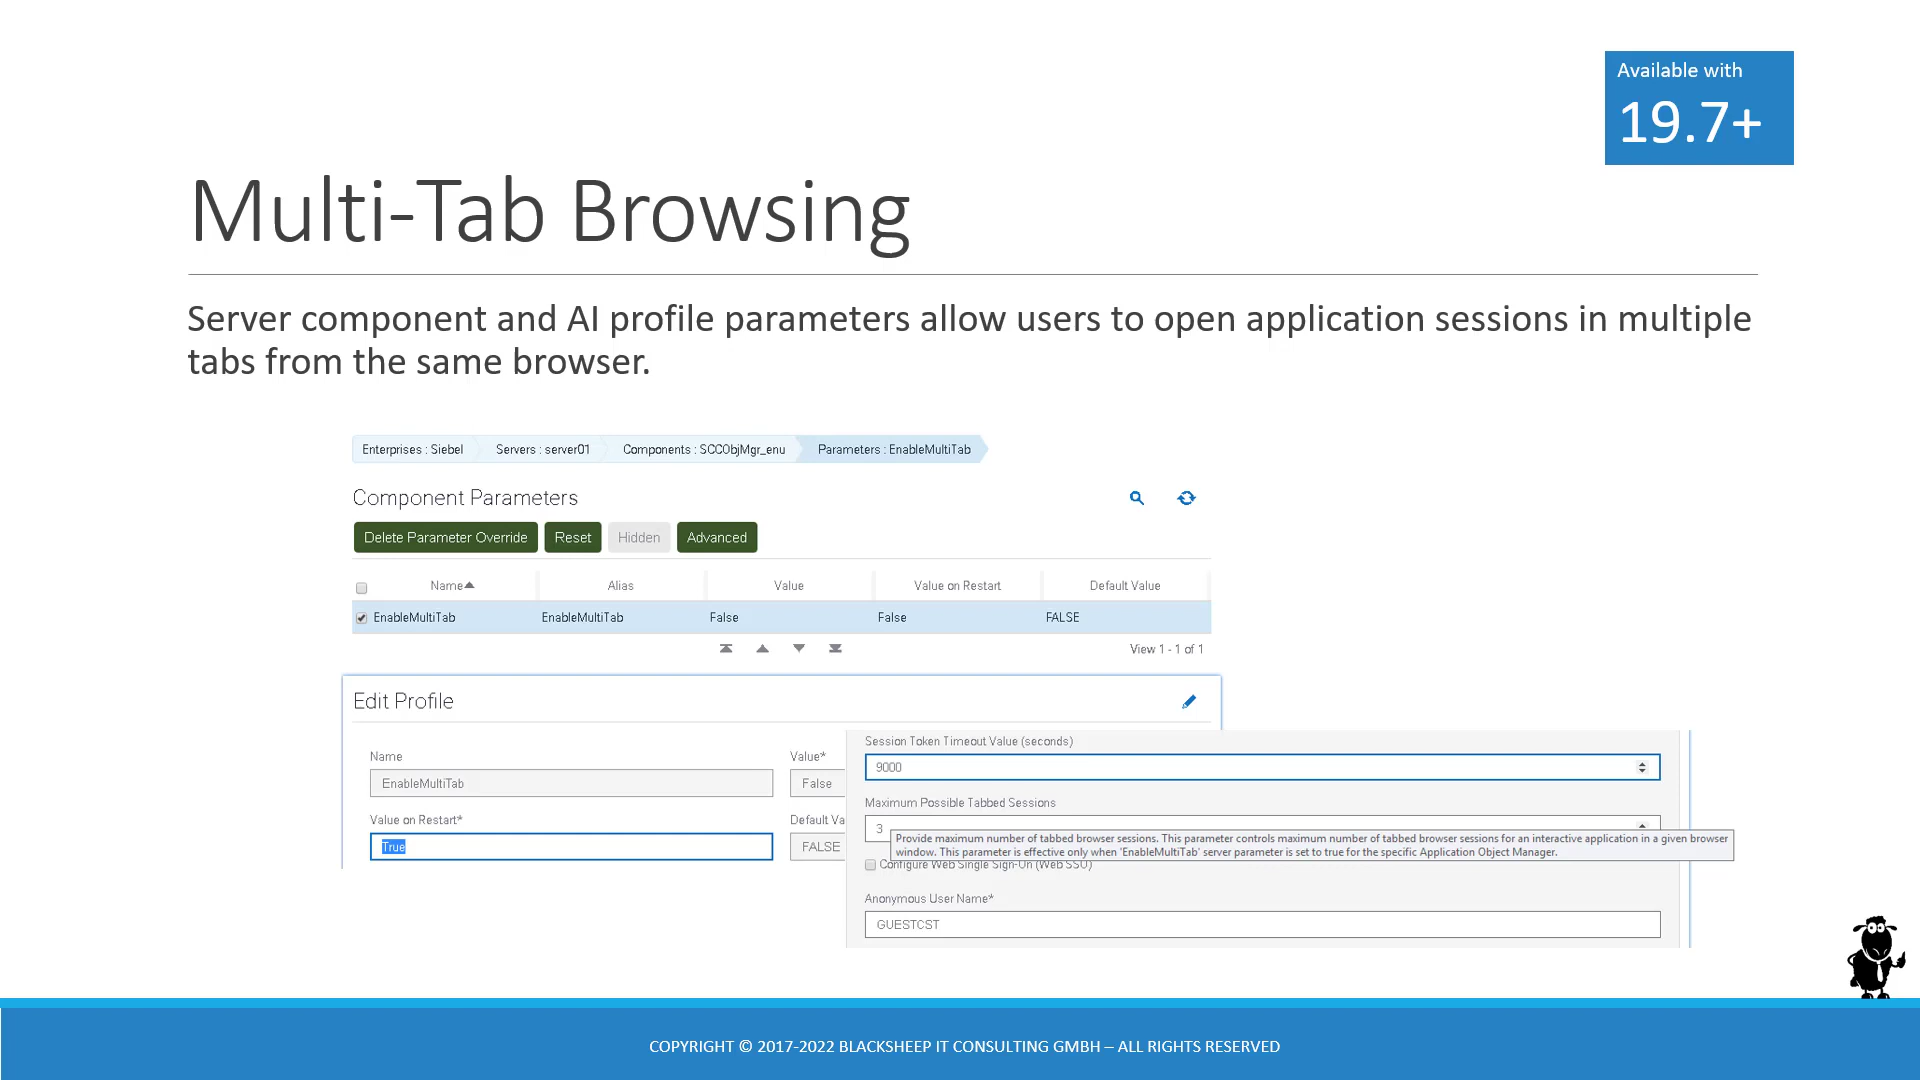 Available with
19.7+
Multi-Tab Browsing
Server component and AI profile parameters allow users to open application sessions in multiple
tabs from the same browser.
Enterprises : Siebel Servers : server01 Components : SCCObjMgr_enu Parameters : EnableMultiTab
Component Parameters
Delete Parameter Override Reset Hidden Advanced
Name Alias Value Value on Restart Default Value
EnableMultiTab EnableMultiTab False False FALSE
View 1 - 1 of 1
Edit Profile
Name Value*
EnableMultiTab False
Value on Restart* Default Va
True FALSE
Session Token Timeout Value (seconds)
9000
Maximum Possible Tabbed Sessions
3
Provide maximum number of tabbed browser sessions. This parameter controls maximum number of tabbed browser sessions for an interactive application in a given browser
window. This parameter is effective only when 'EnableMultiTab' server parameter is set to true for the specific Application Object Manager.
Configure Web Single Sign-On (Web SSO)
Anonymous User Name*
GUESTCST
COPYRIGHT © 2017-2022 BLACKSHEEP IT CONSULTING GMBH – ALL RIGHTS RESERVED